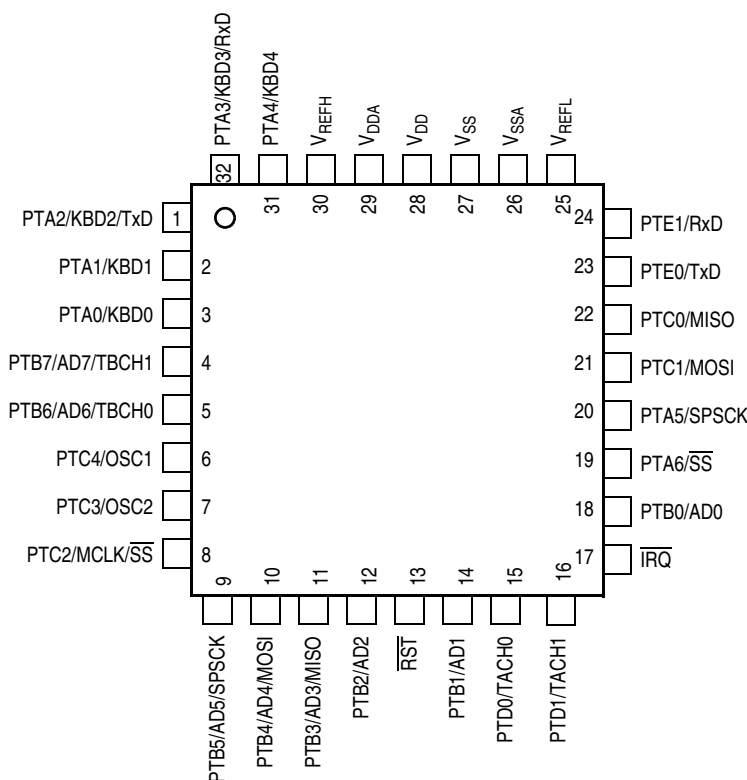 PTA3/KBD3/RxD
PTA4/KBD4
VREFH
VDDA
VDD
VSS
VSSA
VREFL
32
31
30
29
28
27
26
25
PTA2/KBD2/TxD 1
PTA1/KBD1 2
PTA0/KBD0 3
PTB7/AD7/TBCH1 4
PTB6/AD6/TBCH0 5
PTC4/OSC1 6
PTC3/OSC2 7
PTC2/MCLK/S̅S̅ 8
24 PTE1/RxD
23 PTE0/TxD
22 PTC0/MISO
21 PTC1/MOSI
20 PTA5/SPSCK
19 PTA6/S̅S̅
18 PTB0/AD0
17 I̅R̅Q̅
9
10
11
12
13
14
15
16
PTB5/AD5/SPSCK
PTB4/AD4/MOSI
PTB3/AD3/MISO
PTB2/AD2
R̅S̅T̅
PTB1/AD1
PTD0/TACH0
PTD1/TACH1